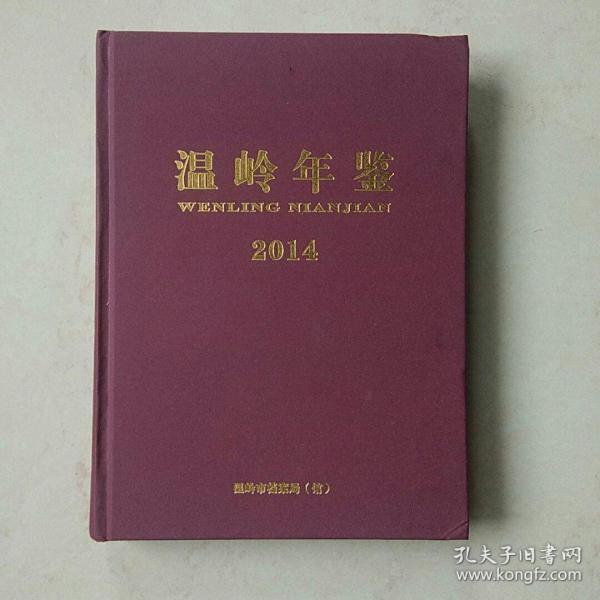 温岭年鉴
WENLING NIANJIAN
2014
温岭市档案局（馆）
孔夫子旧书网
www.kongfz.com